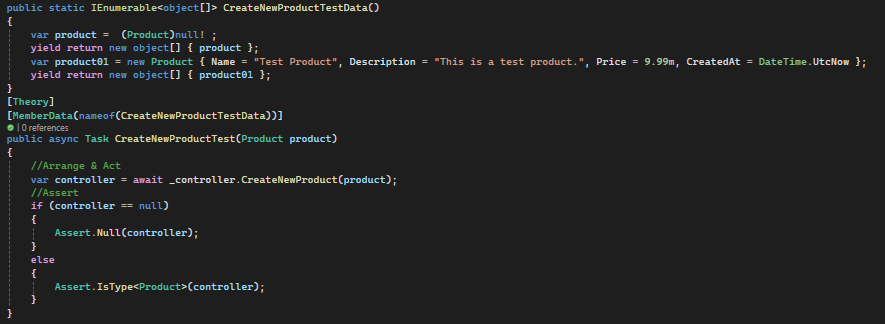 public static IEnumerable<object[]> CreateNewProductTestData()
{
var product =  (Product)null! ;
yield return new object[] { product };
var product01 = new Product { Name = "Test Product", Description = "This is a test product.", Price = 9.99m, CreatedAt = DateTime.UtcNow };
yield return new object[] { product01 };
}
[Theory]
[MemberData(nameof(CreateNewProductTestData))]
| 0 references
public async Task CreateNewProductTest(Product product)
{
//Arrange & Act
var controller = await _controller.CreateNewProduct(product);
//Assert
if (controller == null)
{
Assert.Null(controller);
}
else
{
Assert.IsType<Product>(controller);
}
}